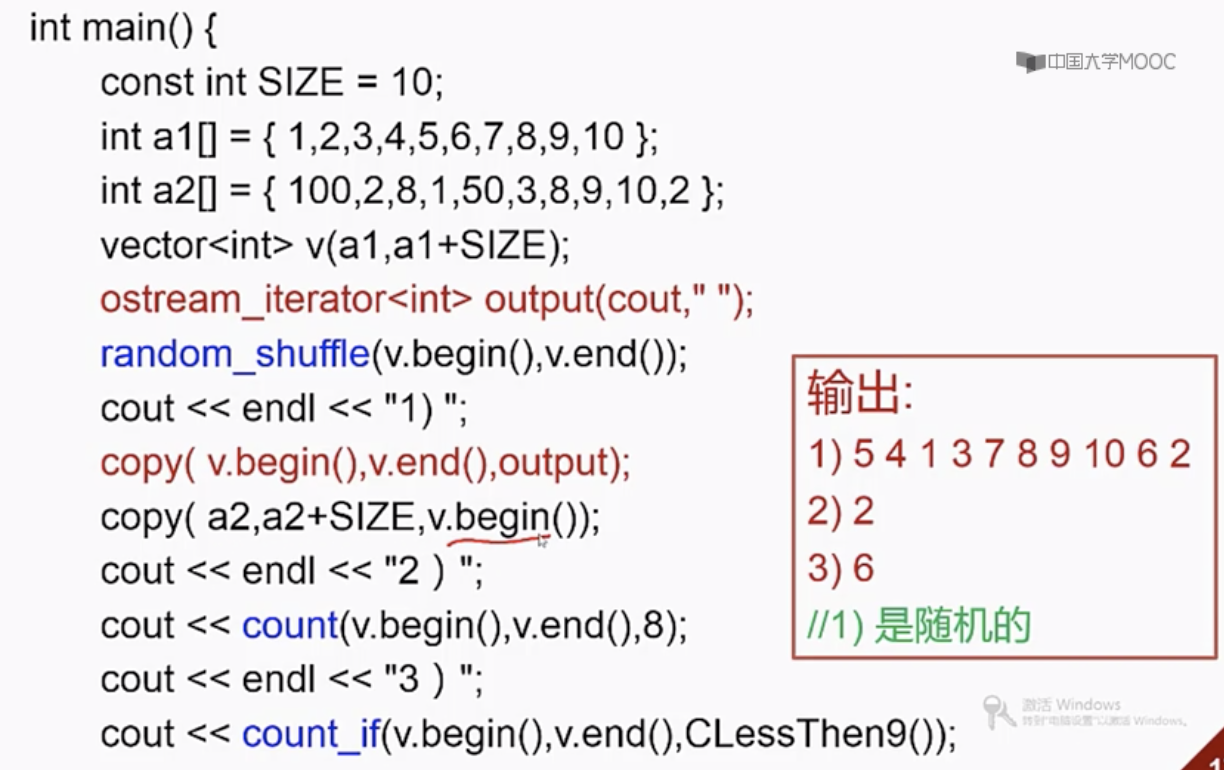 int main() {
中国大学MOOC
const int SIZE = 10;
int a1[] = { 1,2,3,4,5,6,7,8,9,10 };
int a2[] = { 100,2,8,1,50,3,8,9,10,2 };
vector<int> v(a1,a1+SIZE);
ostream_iterator<int> output(cout," ");
random_shuffle(v.begin(),v.end());
cout << endl << "1) ";
copy( v.begin(),v.end(),output);
copy( a2,a2+SIZE,v.begin());
cout << endl << "2 ) ";
cout << count(v.begin(),v.end(),8);
cout << endl << "3 ) ";
cout << count_if(v.begin(),v.end(),CLessThen9());
输出:
1) 5 4 1 3 7 8 9 10 6 2
2) 2
3) 6
//1) 是随机的
激活 Windows
转到"电脑设置"以激活 Windows。
1